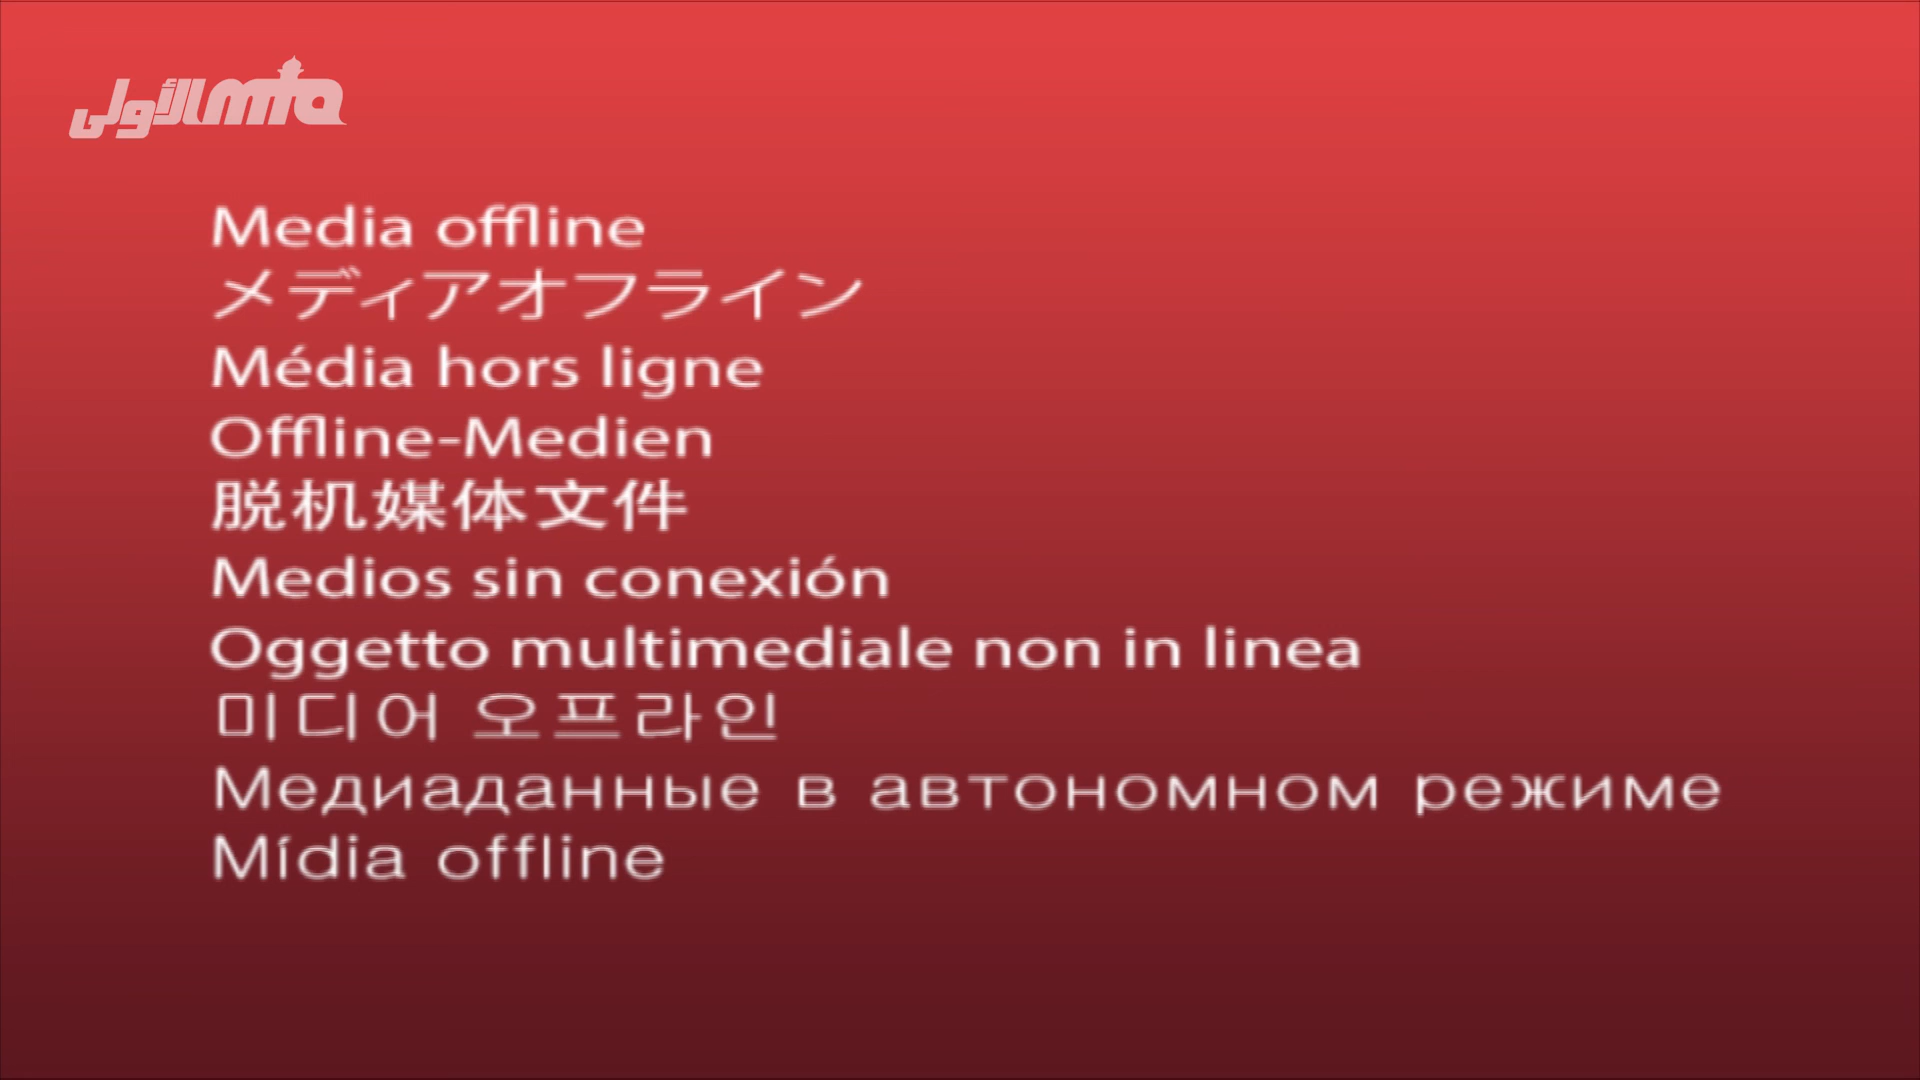 mta الأولى
Media offline
メディアオフライン
Média hors ligne
Offline-Medien
脱机媒体文件
Medios sin conexión
Oggetto multimediale non in linea
미디어 오프라인
Медиаданные в автономном режиме
Mídia offline